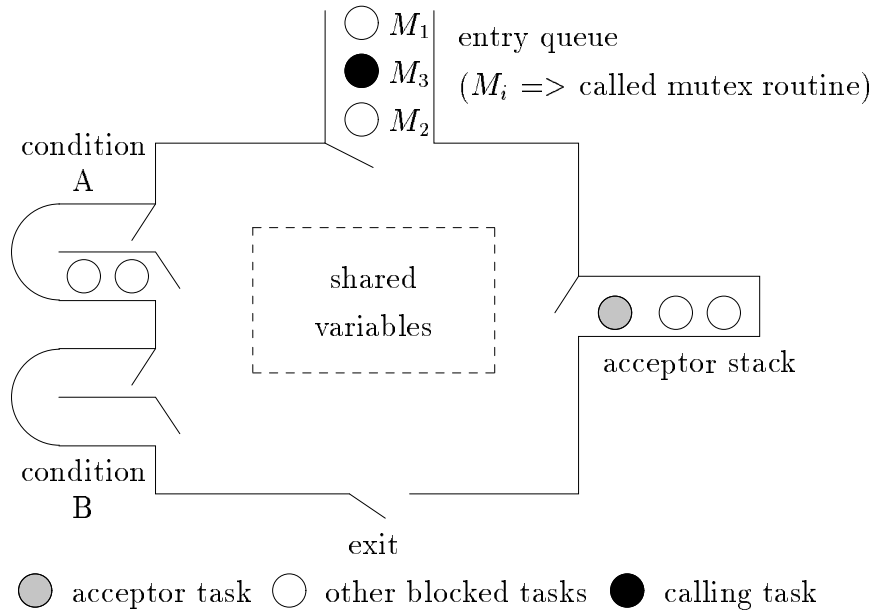 M₁
entry queue
M₃
(Mᵢ => called mutex routine)
M₂
condition
A
shared
variables
acceptor stack
condition
B
exit
acceptor task
other blocked tasks
calling task